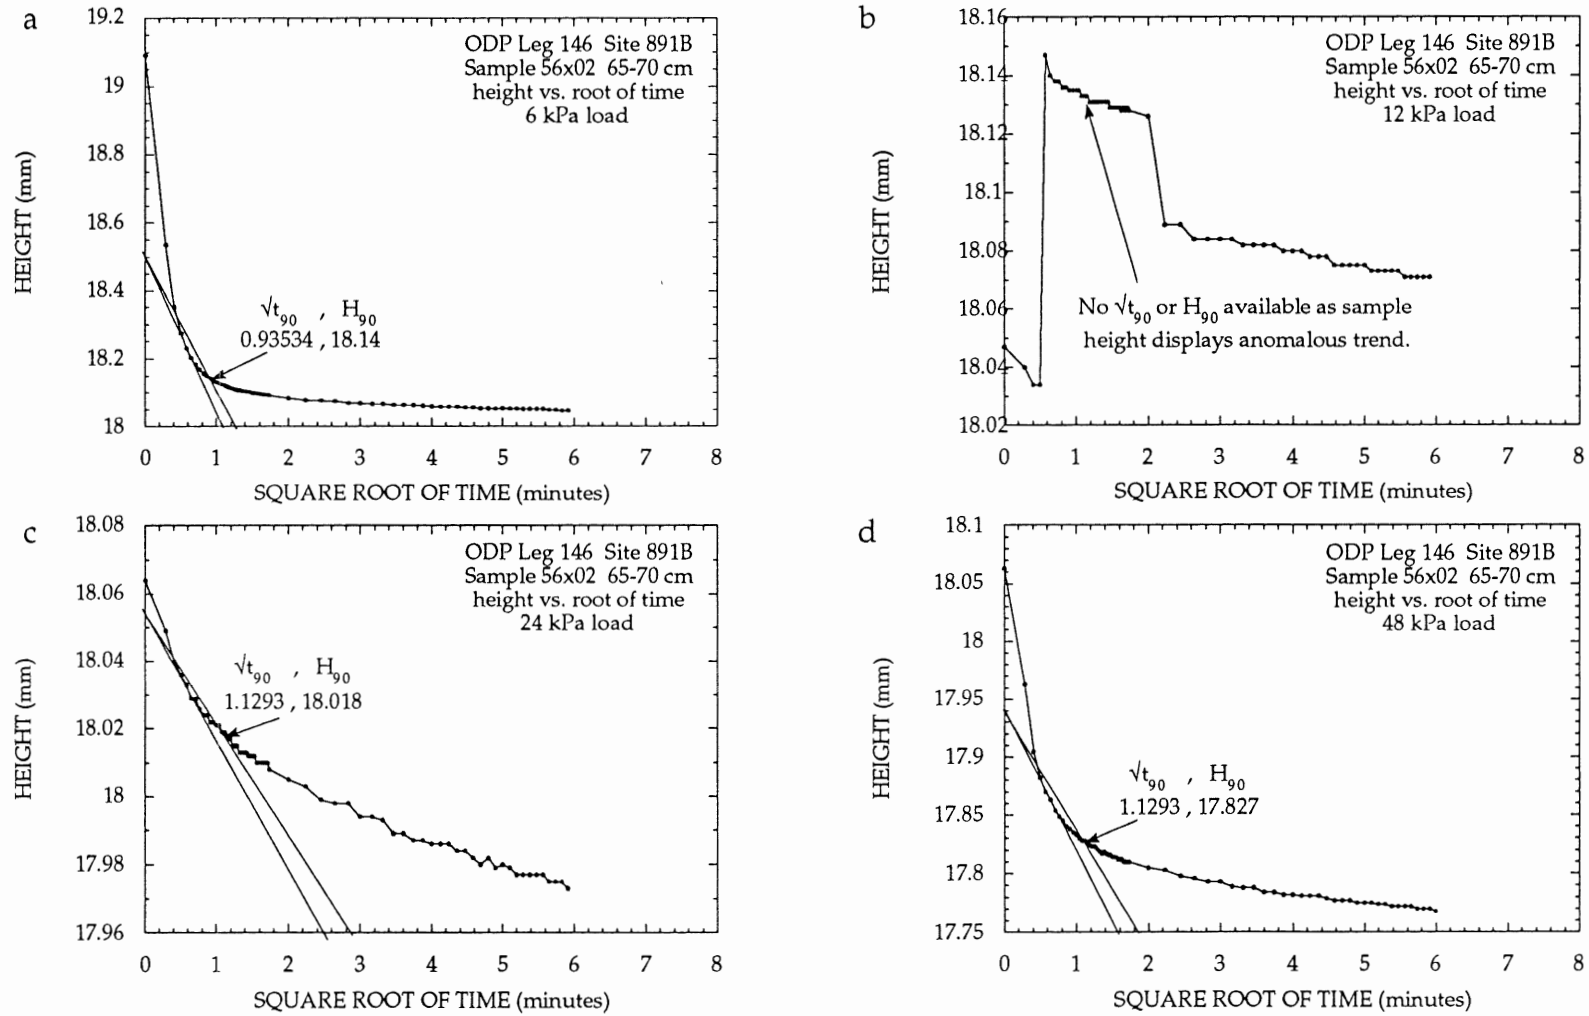 a
19.2
19
18.8
18.6
18.4
18.2
18
HEIGHT (mm)
ODP Leg 146 Site 891B
Sample 56x02 65-70 cm
height vs. root of time
6 kPa load
√t90 , H90
0.93534 , 18.14
0 1 2 3 4 5 6 7 8
SQUARE ROOT OF TIME (minutes)
b
18.16
18.14
18.12
18.1
18.08
18.06
18.04
18.02
HEIGHT (mm)
ODP Leg 146 Site 891B
Sample 56x02 65-70 cm
height vs. root of time
12 kPa load
No √t90 or H90 available as sample
height displays anomalous trend.
0 1 2 3 4 5 6 7 8
SQUARE ROOT OF TIME (minutes)
c
18.08
18.06
18.04
18.02
18
17.98
17.96
HEIGHT (mm)
ODP Leg 146 Site 891B
Sample 56x02 65-70 cm
height vs. root of time
24 kPa load
√t90 , H90
1.1293 , 18.018
0 1 2 3 4 5 6 7 8
SQUARE ROOT OF TIME (minutes)
d
18.1
18.05
18
17.95
17.9
17.85
17.8
17.75
HEIGHT (mm)
ODP Leg 146 Site 891B
Sample 56x02 65-70 cm
height vs. root of time
48 kPa load
√t90 , H90
1.1293 , 17.827
0 1 2 3 4 5 6 7 8
SQUARE ROOT OF TIME (minutes)